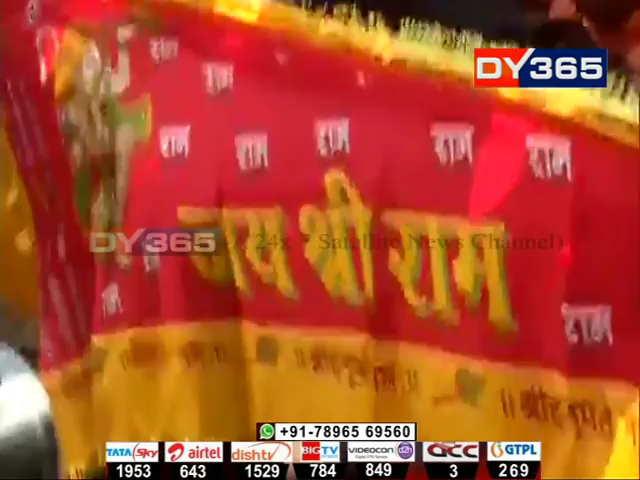 DY365
राम
राम
राम राम राम राम राम
जय श्री राम
DY365 (A 24x7 Satellite News Channel)
राम
राम
+91-78965 69560
TATA Sky airtel dishtv BIG TV VIDEOCON d2h ACC GTPL
1953 643 1529 784 849 3 269